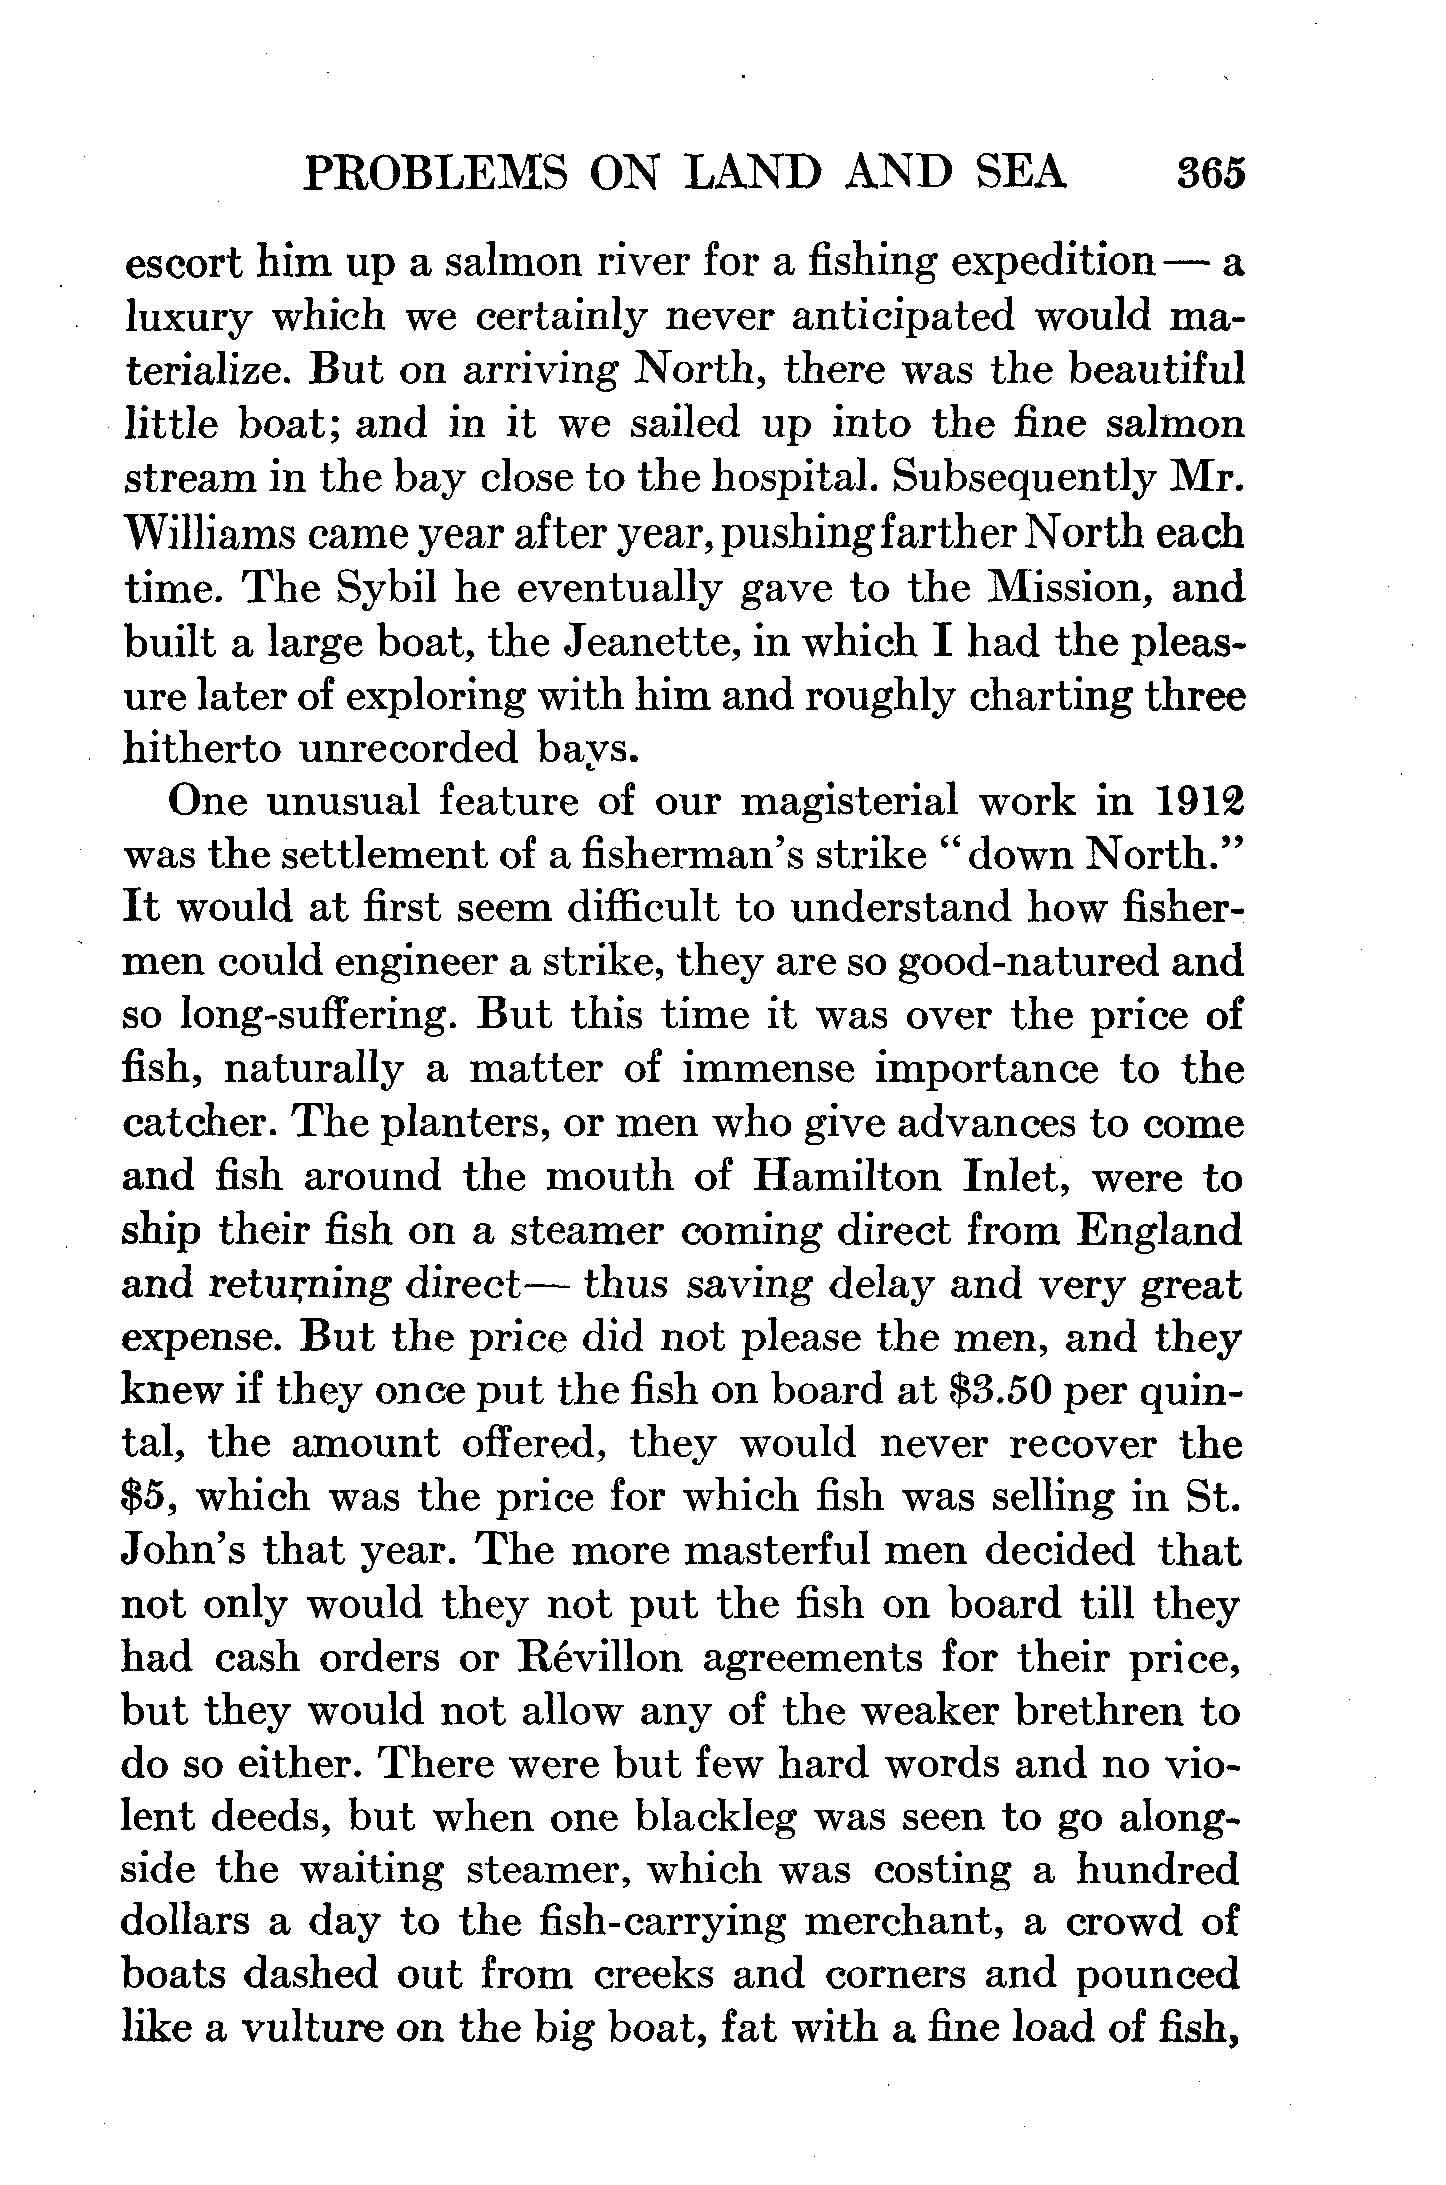 PROBLEMS ON LAND AND SEA 365
escort him up a salmon river for a fishing expedition — a
luxury which we certainly never anticipated would ma-
terialize. But on arriving North, there was the beautiful
little boat; and in it we sailed up into the fine salmon
stream in the bay close to the hospital. Subsequently Mr.
Williams came year after year, pushing farther North each
time. The Sybil he eventually gave to the Mission, and
built a large boat, the Jeanette, in which I had the pleas-
ure later of exploring with him and roughly charting three
hitherto unrecorded bays.
One unusual feature of our magisterial work in 1912
was the settlement of a fisherman's strike "down North."
It would at first seem difficult to understand how fisher-
men could engineer a strike, they are so good-natured and
so long-suffering. But this time it was over the price of
fish, naturally a matter of immense importance to the
catcher. The planters, or men who give advances to come
and fish around the mouth of Hamilton Inlet, were to
ship their fish on a steamer coming direct from England
and returning direct — thus saving delay and very great
expense. But the price did not please the men, and they
knew if they once put the fish on board at $3.50 per quin-
tal, the amount offered, they would never recover the
$5, which was the price for which fish was selling in St.
John's that year. The more masterful men decided that
not only would they not put the fish on board till they
had cash orders or Révillon agreements for their price,
but they would not allow any of the weaker brethren to
do so either. There were but few hard words and no vio-
lent deeds, but when one blackleg was seen to go along-
side the waiting steamer, which was costing a hundred
dollars a day to the fish-carrying merchant, a crowd of
boats dashed out from creeks and corners and pounced
like a vulture on the big boat, fat with a fine load of fish,